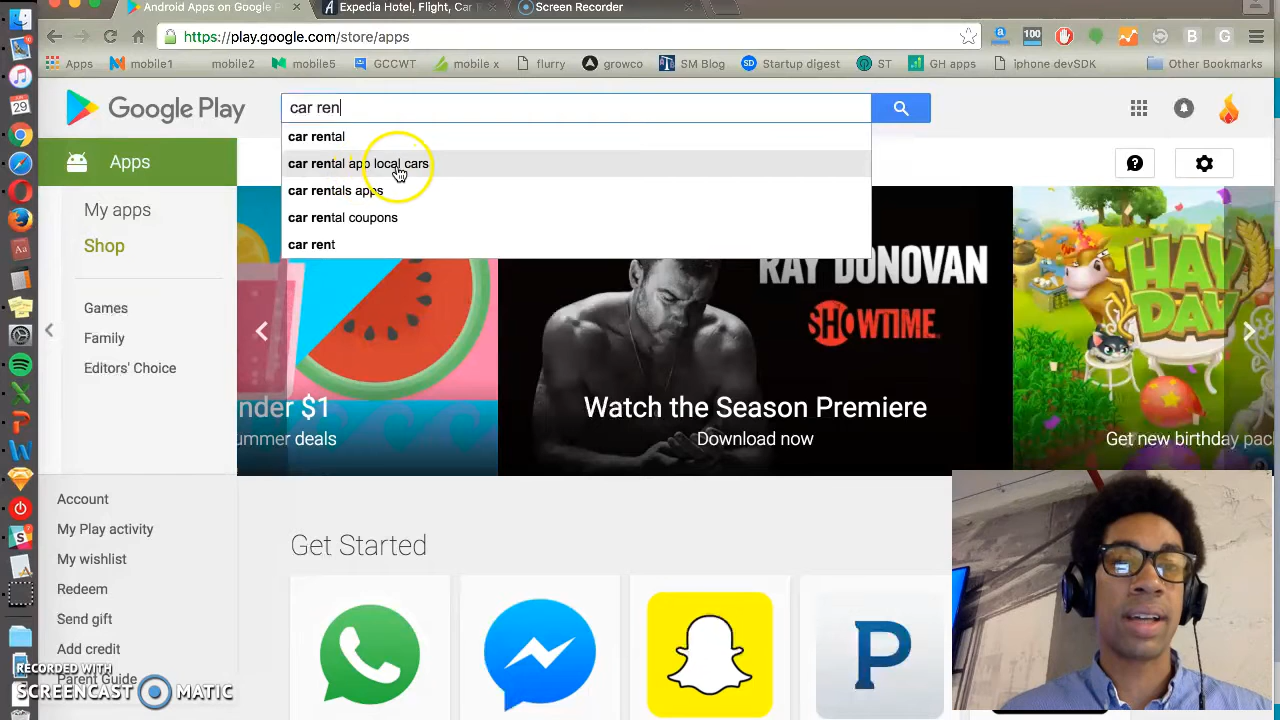 Android Apps on Google P
Expedia Hotel, Flight, Car
Screen Recorder
https://play.google.com/store/apps
100
B
G
Apps
mobile1
mobile2
mobile5
GCCWT
mobile x
flurry
growco
SM Blog
Startup digest
ST
GH apps
iphone devSDK
Other Bookmarks
Google Play
car ren
car rental
car rental app local cars
car rentals apps
car rental coupons
car rent
Apps
My apps
Shop
Games
Family
Editors' Choice
Account
My Play activity
My wishlist
Redeem
Send gift
Add credit
Parent Guide
nder $1
ummer deals
RAY DONOVAN
SHOWTIME
Watch the Season Premiere
Download now
HAY
DAY
Get new birthday pac
Get Started
P
29
Aa
RECORDED WITH
SCREENCAST MATIC